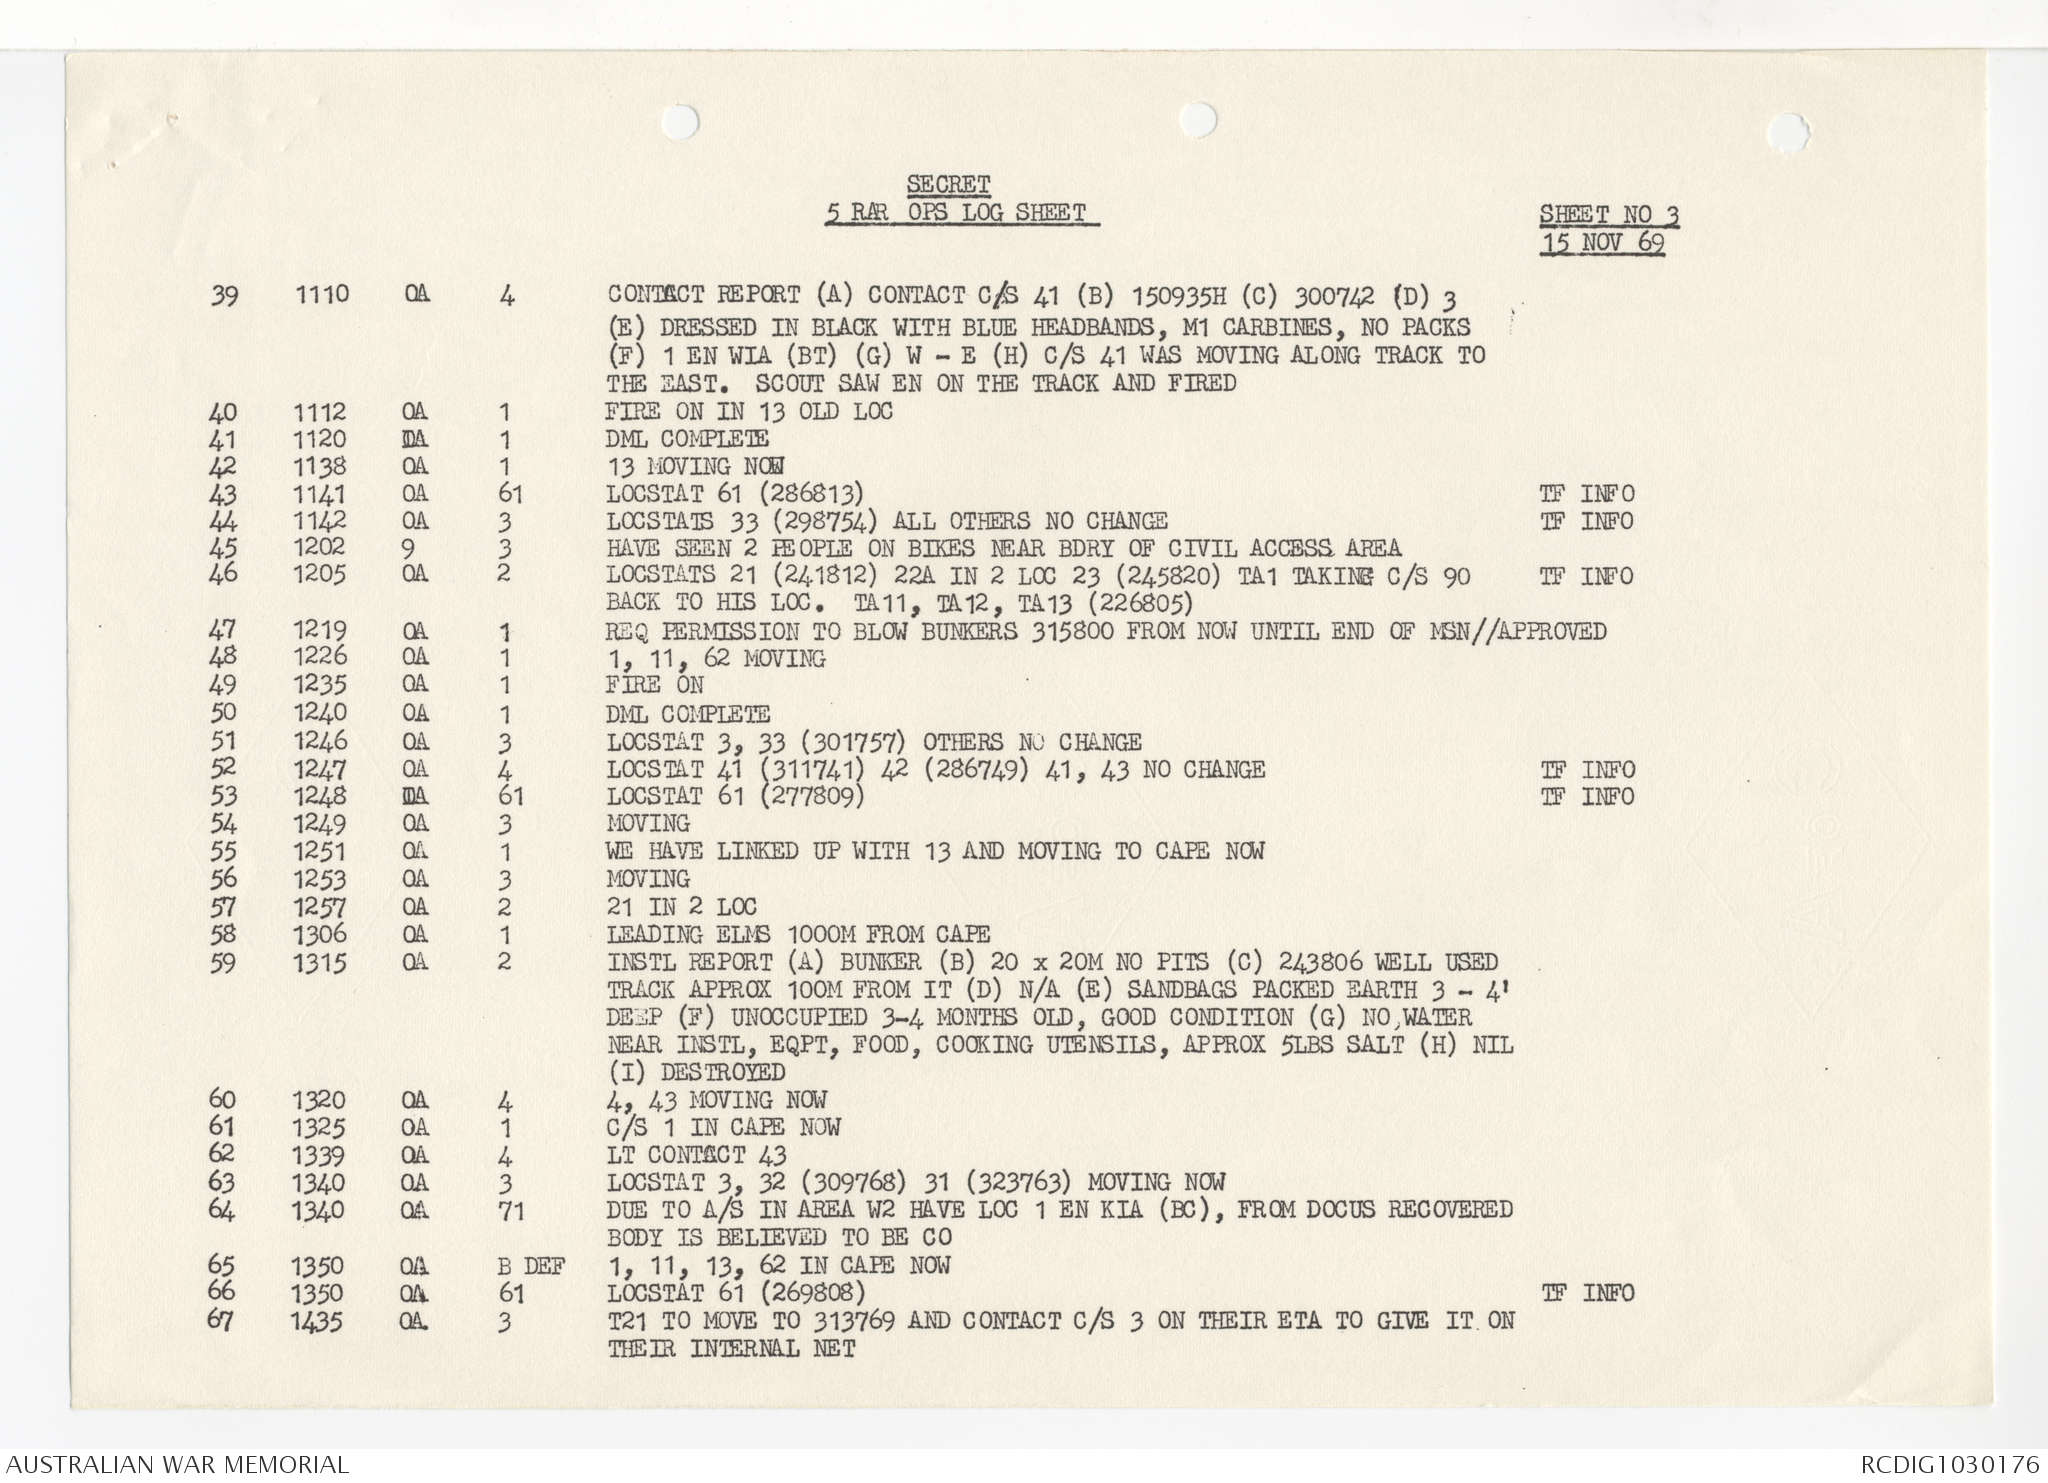 SECRET
5 RAR OPS LOG SHEET
SHEET NO 3
15 NOV 69
39 1110 OA 4 CONTACT REPORT (A) CONTACT C/S 41 (B) 150935H (C) 300742 (D) 3
(E) DRESSED IN BLACK WITH BLUE HEADBANDS, M1 CARBINES, NO PACKS
(F) 1 EN WIA (BT) (G) W - E (H) C/S 41 WAS MOVING ALONG TRACK TO
THE EAST. SCOUT SAW EN ON THE TRACK AND FIRED
40 1112 OA 1 FIRE ON IN 13 OLD LOC
41 1120 OA 1 DML COMPLETE
42 1138 OA 1 13 MOVING NOW
43 1141 OA 61 LOCSTAT 61 (286813) TF INFO
44 1142 OA 3 LOCSTATS 33 (298754) ALL OTHERS NO CHANGE TF INFO
45 1202 9 3 HAVE SEEN 2 PEOPLE ON BIKES NEAR BDRY OF CIVIL ACCESS AREA
46 1205 OA 2 LOCSTATS 21 (241812) 22A IN 2 LOC 23 (245820) TA1 TAKING C/S 90 TF INFO
BACK TO HIS LOC. TA11, TA12, TA13 (226805)
47 1219 OA 1 REQ PERMISSION TO BLOW BUNKERS 315800 FROM NOW UNTIL END OF MSN//APPROVED
48 1226 OA 1 1, 11, 62 MOVING
49 1235 OA 1 FIRE ON
50 1240 OA 1 DML COMPLETE
51 1246 OA 3 LOCSTAT 3, 33 (301757) OTHERS NO CHANGE
52 1247 OA 4 LOCSTAT 41 (311741) 42 (286749) 41, 43 NO CHANGE TF INFO
53 1248 OA 61 LOCSTAT 61 (277809) TF INFO
54 1249 OA 3 MOVING
55 1251 OA 1 WE HAVE LINKED UP WITH 13 AND MOVING TO CAPE NOW
56 1253 OA 3 MOVING
57 1257 OA 2 21 IN 2 LOC
58 1306 OA 1 LEADING ELMS 1000M FROM CAPE
59 1315 OA 2 INSTL REPORT (A) BUNKER (B) 20 x 20M NO PITS (C) 243806 WELL USED
TRACK APPROX 100M FROM IT (D) N/A (E) SANDBAGS PACKED EARTH 3 - 4'
DEEP (F) UNOCCUPIED 3-4 MONTHS OLD, GOOD CONDITION (G) NO,WATER
NEAR INSTL, EQPT, FOOD, COOKING UTENSILS, APPROX 5LBS SALT (H) NIL
(I) DESTROYED
60 1320 OA 4 4, 43 MOVING NOW
61 1325 OA 1 C/S 1 IN CAPE NOW
62 1339 OA 4 LT CONTACT 43
63 1340 OA 3 LOCSTAT 3, 32 (309768) 31 (323763) MOVING NOW
64 1340 OA 71 DUE TO A/S IN AREA W2 HAVE LOC 1 EN KIA (BC), FROM DOCUS RECOVERED
BODY IS BELIEVED TO BE CO
65 1350 OA B DEF 1, 11, 13, 62 IN CAPE NOW
66 1350 OA 61 LOCSTAT 61 (269808) TF INFO
67 1435 OA 3 T21 TO MOVE TO 313769 AND CONTACT C/S 3 ON THEIR ETA TO GIVE IT ON
THEIR INTERNAL NET
AUSTRALIAN WAR MEMORIAL
RCDIG1030176